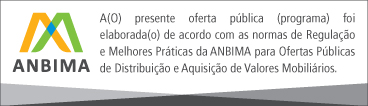 A(O) presente oferta pública (programa) foi
elaborada(o) de acordo com as normas de Regulação
e Melhores Práticas da ANBIMA para Ofertas Públicas
de Distribuição e Aquisição de Valores Mobiliários.
ANBIMA